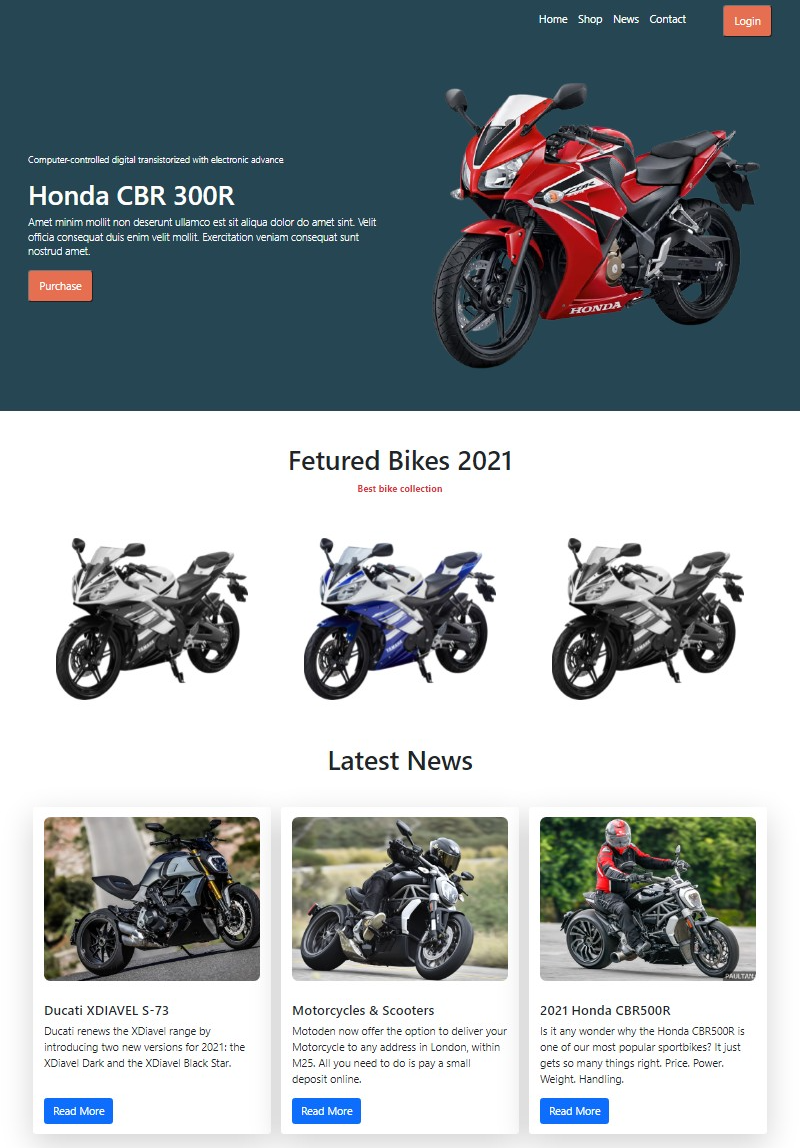 Home Shop News Contact Login
Computer-controlled digital transistorized with electronic advance
Honda CBR 300R
Amet minim mollit non deserunt ullamco est sit aliqua dolor do amet sint. Velit
officia consequat duis enim velit mollit. Exercitation veniam consequat sunt
nostrud amet.
Purchase
HONDA
Fetured Bikes 2021
Best bike collection
Latest News
PAULTAN
Ducati XDIAVEL S-73
Ducati renews the XDiavel range by
introducing two new versions for 2021: the
XDiavel Dark and the XDiavel Black Star.
Read More
Motorcycles & Scooters
Motoden now offer the option to deliver your
Motorcycle to any address in London, within
M25. All you need to do is pay a small
deposit online.
Read More
2021 Honda CBR500R
Is it any wonder why the Honda CBR500R is
one of our most popular sportbikes? It just
gets so many things right. Price. Power.
Weight. Handling.
Read More